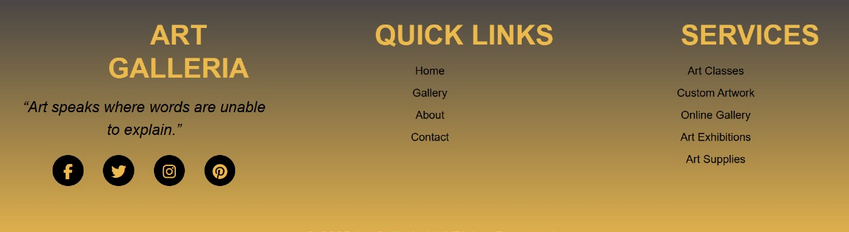 ART
GALLERIA
“Art speaks where words are unable
to explain.”
QUICK LINKS
Home
Gallery
About
Contact
SERVICES
Art Classes
Custom Artwork
Online Gallery
Art Exhibitions
Art Supplies